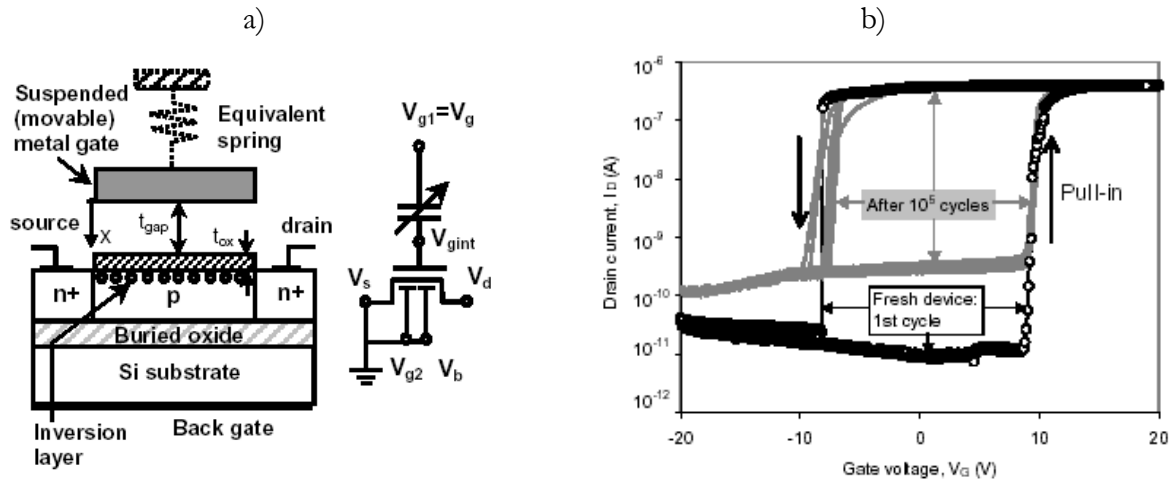 a)
Suspended
(movable)
metal gate
Equivalent
spring
source
X
t_gap
t_ox
drain
n+
p
n+
Buried oxide
Si substrate
Inversion
layer
Back gate
V_g1=V_g
V_gint
V_s
V_d
V_g2
V_b
b)
Drain current, I_D (A)
10^-6
10^-7
10^-8
10^-9
10^-10
10^-11
10^-12
After 10^5 cycles
Pull-in
Fresh device:
1st cycle
-20
-10
0
10
20
Gate voltage, V_G (V)